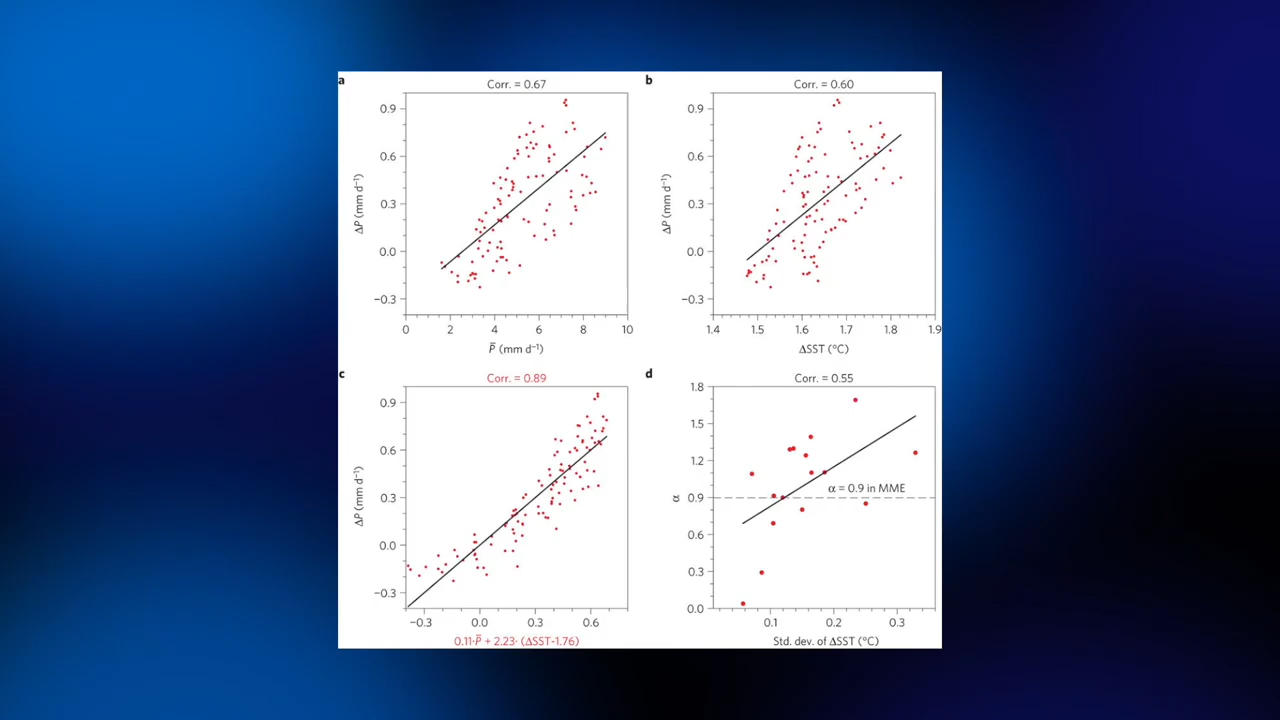 a
Corr. = 0.67
0.9
0.6
0.3
0.0
−0.3
ΔP (mm d⁻¹)
0 2 4 6 8 10
P̅ (mm d⁻¹)
b
Corr. = 0.60
0.9
0.6
0.3
0.0
−0.3
ΔP (mm d⁻¹)
1.4 1.5 1.6 1.7 1.8 1.9
ΔSST (°C)
c
Corr. = 0.89
0.9
0.6
0.3
0.0
−0.3
ΔP (mm d⁻¹)
−0.3 0.0 0.3 0.6
0.11·P̅ + 2.23· (ΔSST-1.76)
d
Corr. = 0.55
1.8
1.5
1.2
0.9
0.6
0.3
0.0
α
α = 0.9 in MME
0.1 0.2 0.3
Std. dev. of ΔSST (°C)